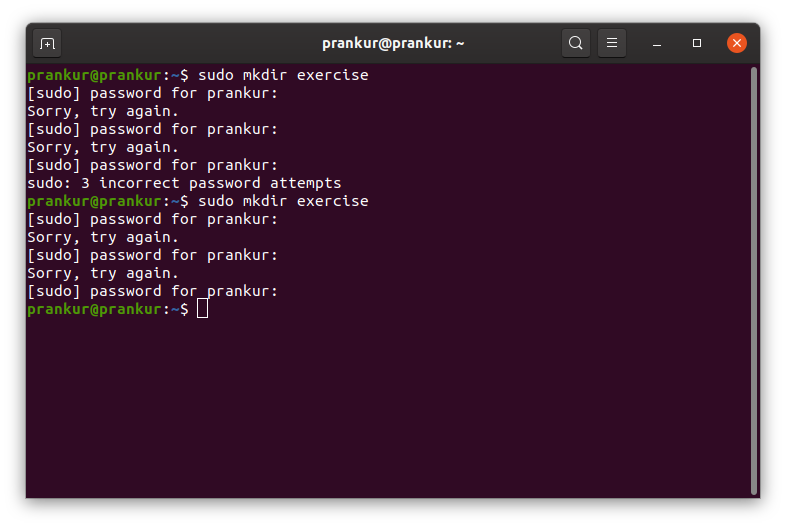 prankur@prankur: ~
prankur@prankur:~$ sudo mkdir exercise
[sudo] password for prankur:
Sorry, try again.
[sudo] password for prankur:
Sorry, try again.
[sudo] password for prankur:
sudo: 3 incorrect password attempts
prankur@prankur:~$ sudo mkdir exercise
[sudo] password for prankur:
Sorry, try again.
[sudo] password for prankur:
Sorry, try again.
[sudo] password for prankur:
prankur@prankur:~$